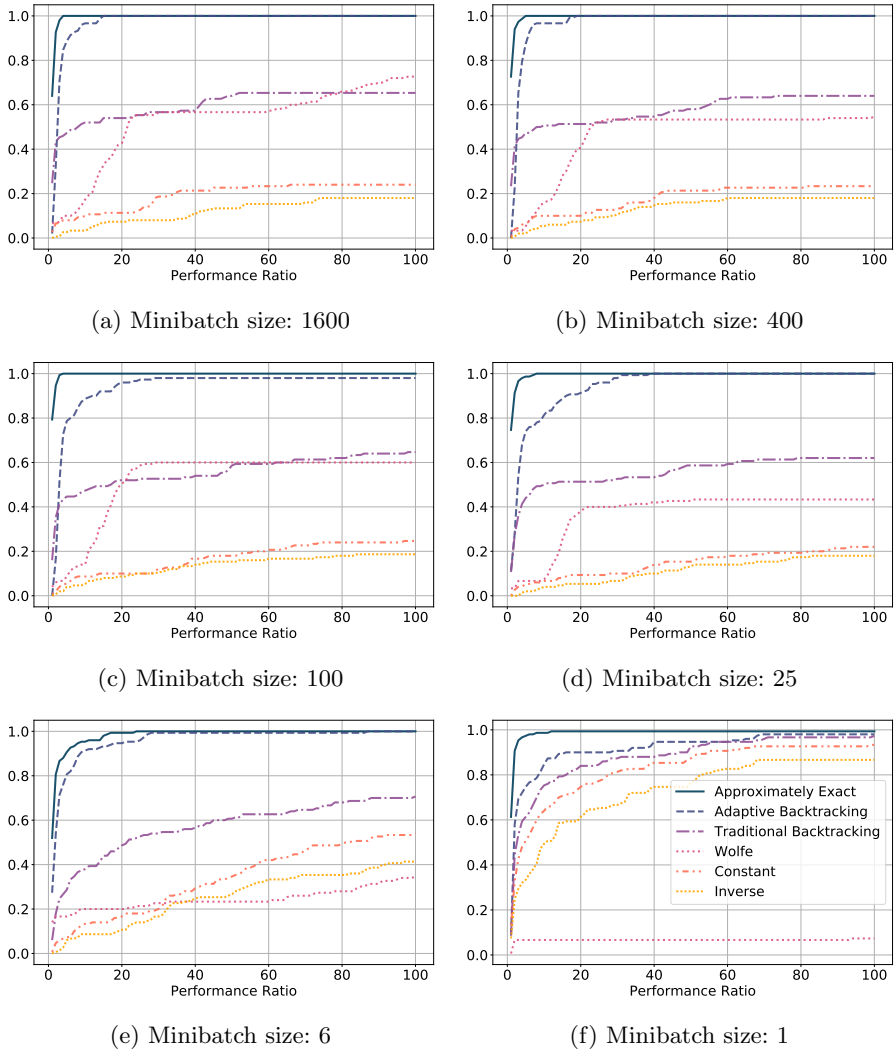 1.0
0.8
0.6
0.4
0.2
0.0
0 20 40 60 80 100
Performance Ratio
(a) Minibatch size: 1600
1.0
0.8
0.6
0.4
0.2
0.0
0 20 40 60 80 100
Performance Ratio
(b) Minibatch size: 400
1.0
0.8
0.6
0.4
0.2
0.0
0 20 40 60 80 100
Performance Ratio
(c) Minibatch size: 100
1.0
0.8
0.6
0.4
0.2
0.0
0 20 40 60 80 100
Performance Ratio
(d) Minibatch size: 25
1.0
0.8
0.6
0.4
0.2
0.0
0 20 40 60 80 100
Performance Ratio
(e) Minibatch size: 6
1.0
0.8
0.6
0.4
0.2
0.0
Approximately Exact
Adaptive Backtracking
Traditional Backtracking
Wolfe
Constant
Inverse
0 20 40 60 80 100
Performance Ratio
(f) Minibatch size: 1